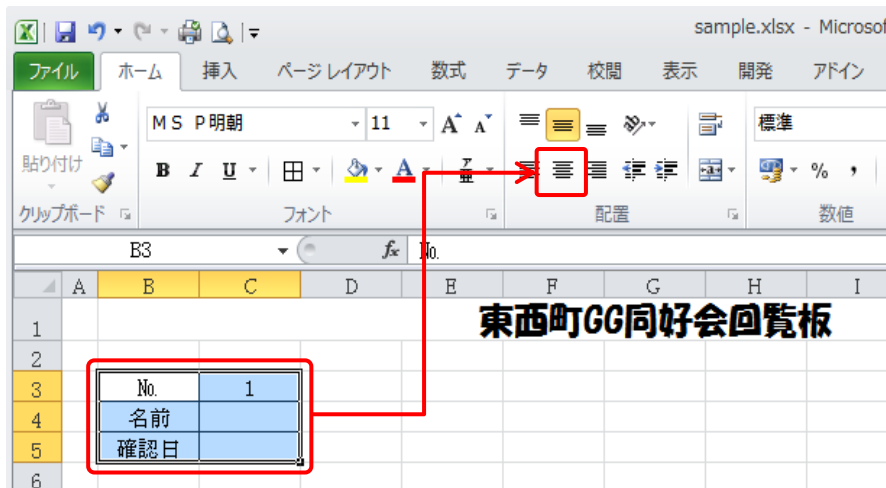 sample.xlsx - Microsof
ファイル ホーム 挿入 ページ レイアウト 数式 データ 校閲 表示 開発 アドイン
ＭＳ Ｐ明朝 11 A A 標準
貼り付け B I U A ア亜 a % ,
クリップボード フォント 配置 数値
B3 fx №
A B C D E F G H I
1 東西町GG同好会回覧板
2
3 № 1
4 名前
5 確認日
6